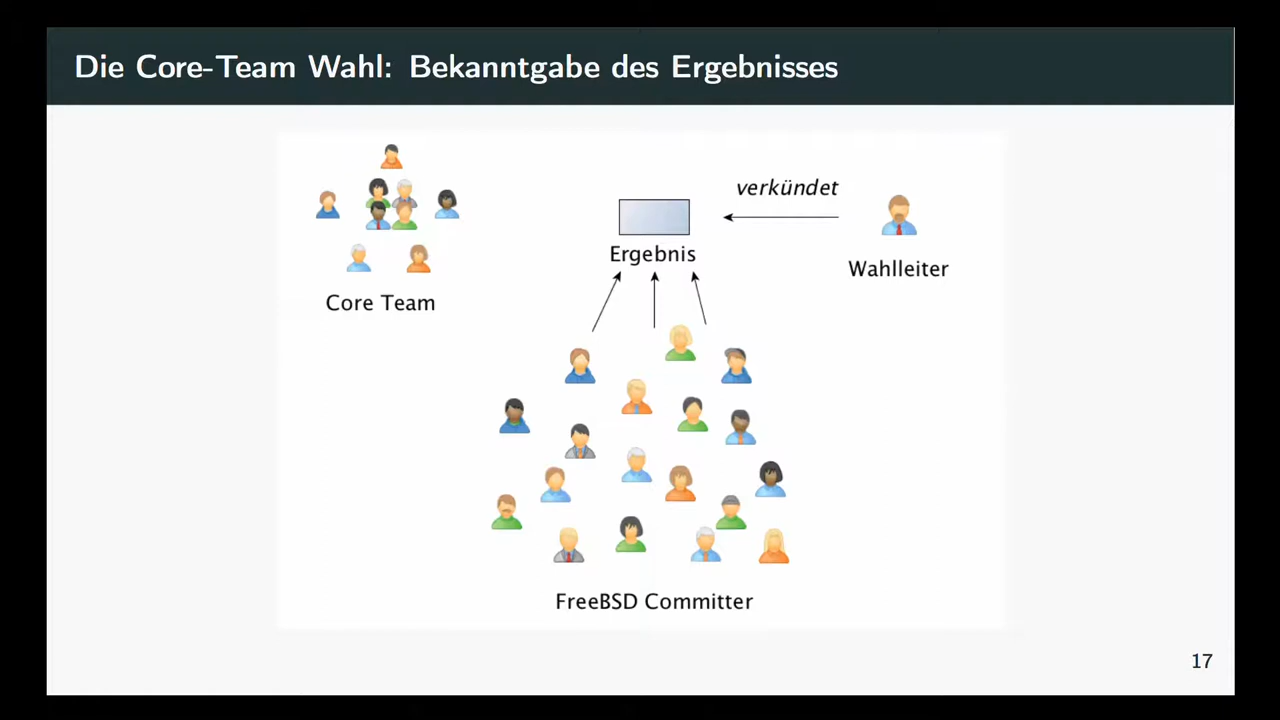 Die Core-Team Wahl: Bekanntgabe des Ergebnisses
verkündet
Ergebnis
Wahlleiter
Core Team
FreeBSD Committer
17